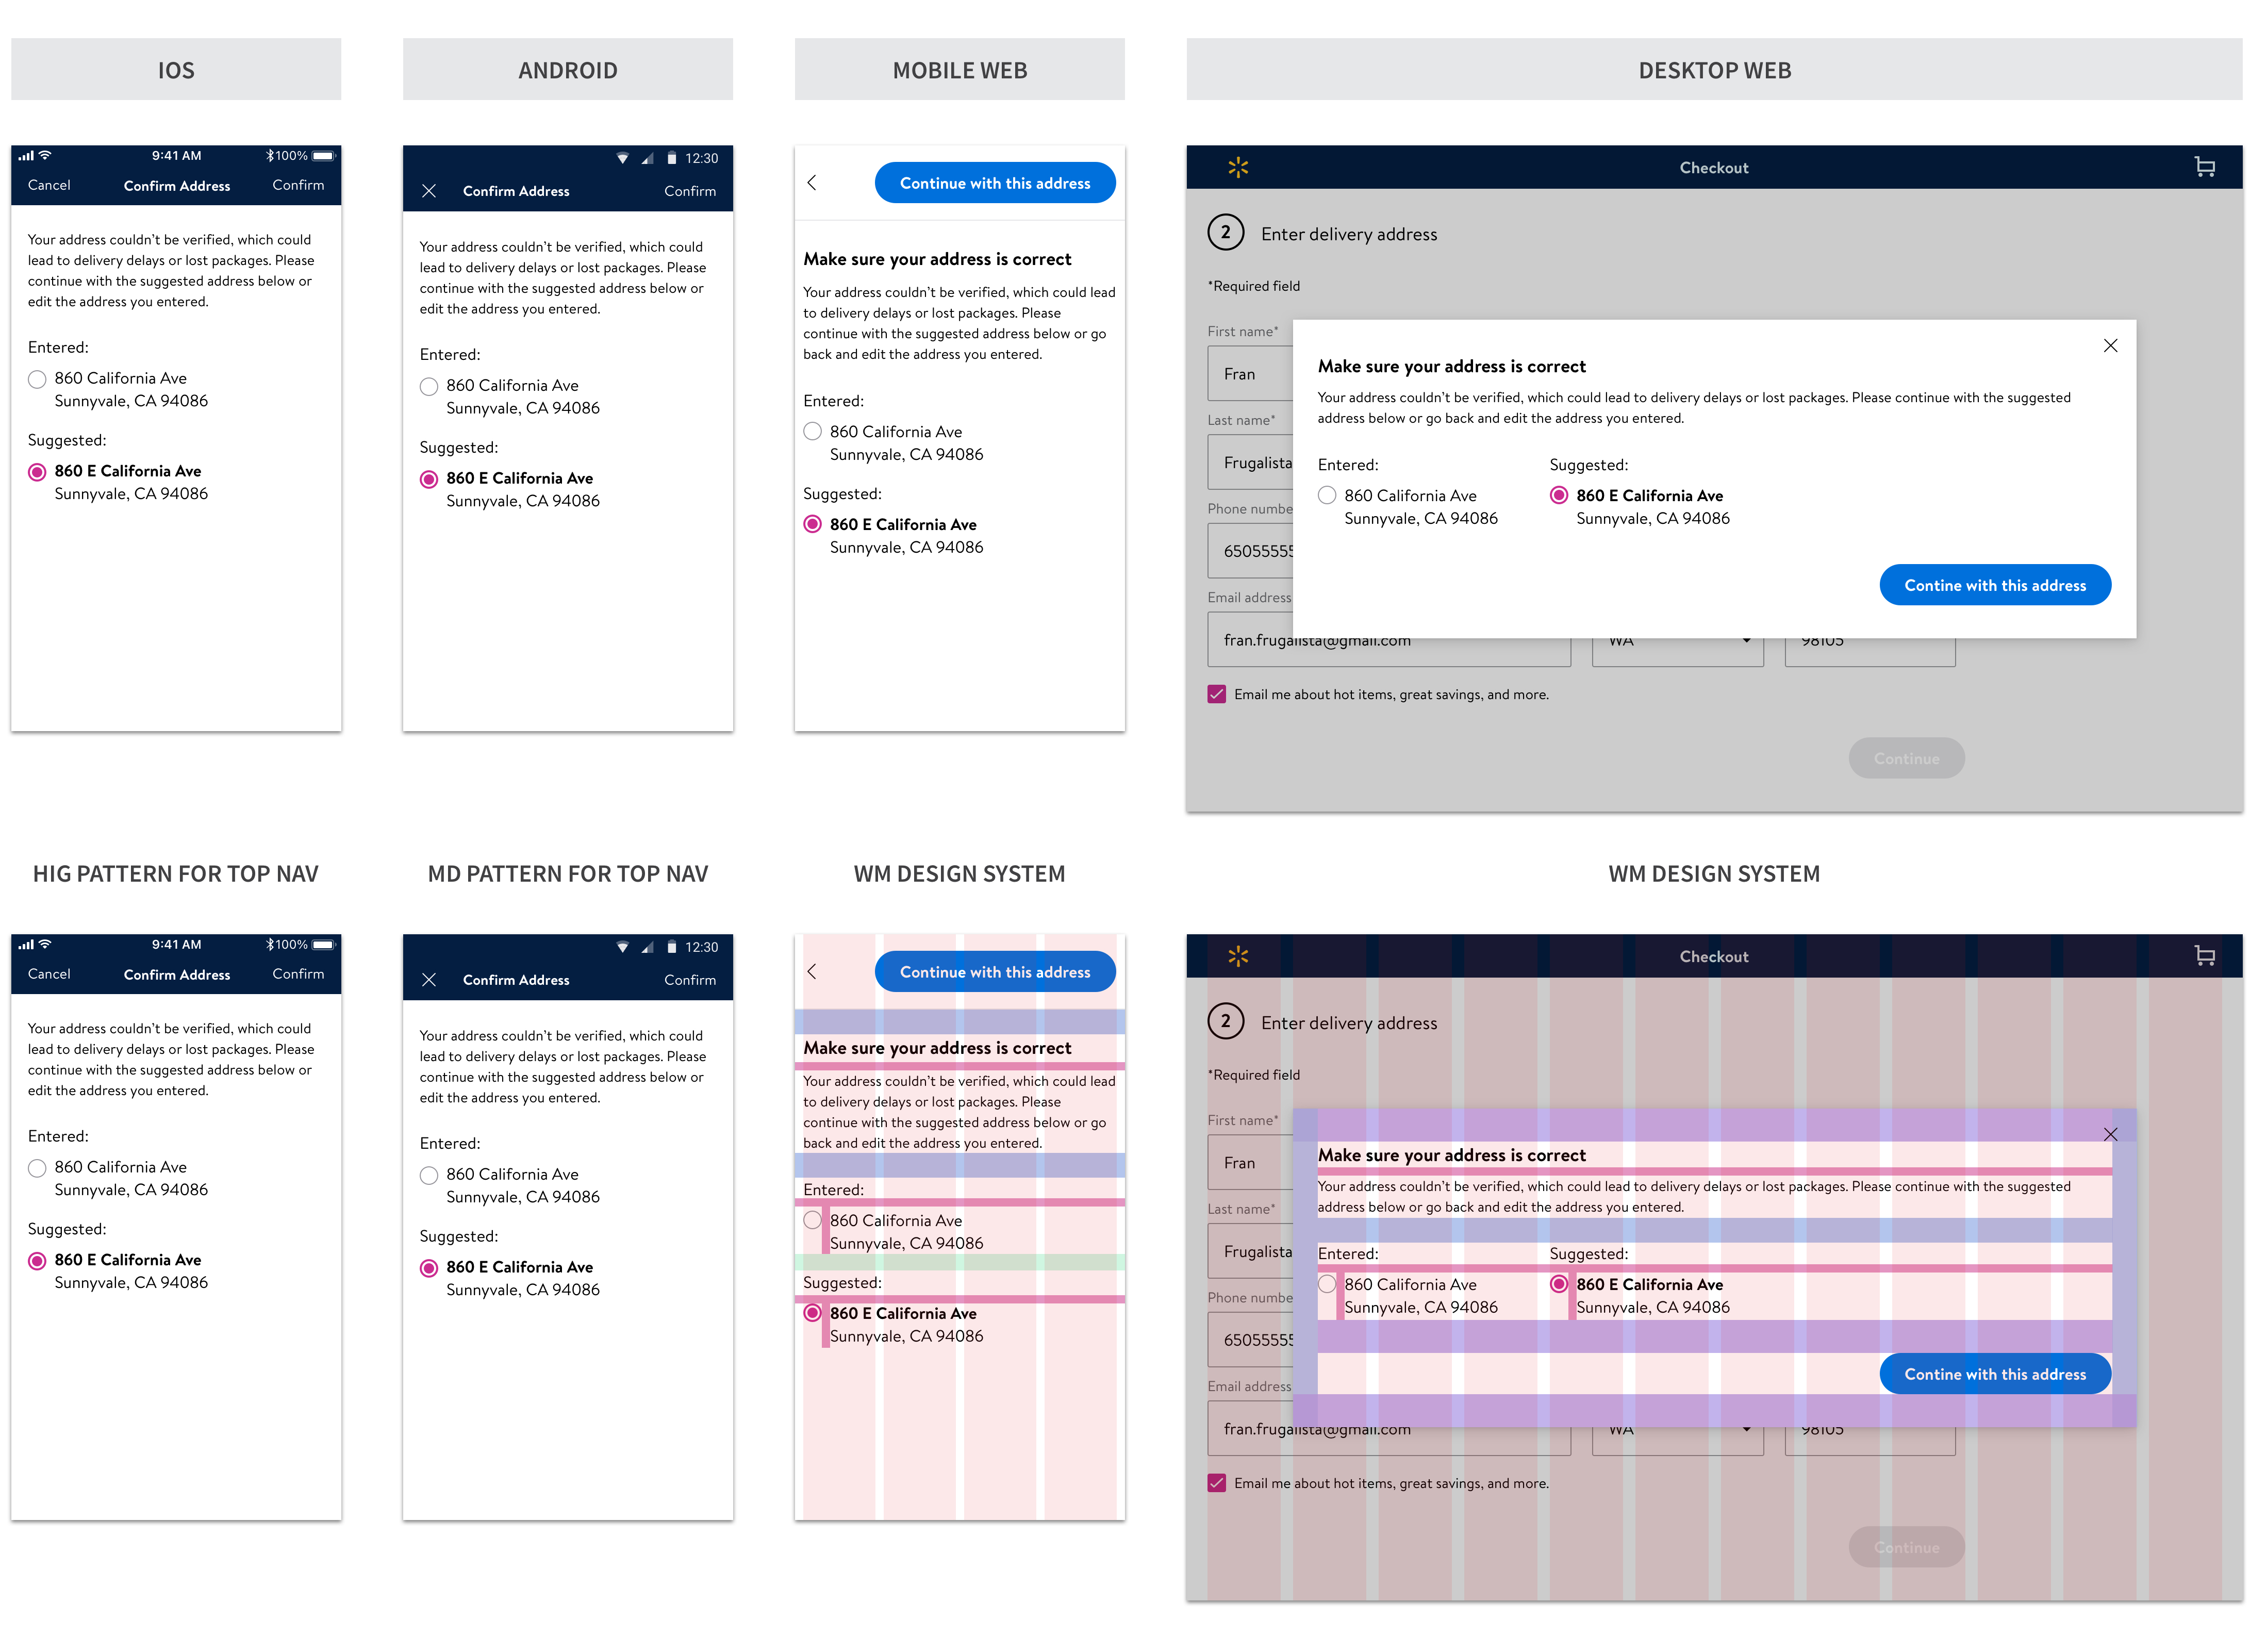 IOS
ANDROID
MOBILE WEB
DESKTOP WEB
9:41 AM
100%
Cancel
Confirm Address
Confirm
Your address couldn't be verified, which could
lead to delivery delays or lost packages. Please
continue with the suggested address below or
edit the address you entered.
Entered:
860 California Ave
Sunnyvale, CA 94086
Suggested:
860 E California Ave
Sunnyvale, CA 94086
12:30
Confirm Address
Confirm
Your address couldn't be verified, which could
lead to delivery delays or lost packages. Please
continue with the suggested address below or
edit the address you entered.
Entered:
860 California Ave
Sunnyvale, CA 94086
Suggested:
860 E California Ave
Sunnyvale, CA 94086
Continue with this address
Make sure your address is correct
Your address couldn't be verified, which could lead
to delivery delays or lost packages. Please
continue with the suggested address below or go
back and edit the address you entered.
Entered:
860 California Ave
Sunnyvale, CA 94086
Suggested:
860 E California Ave
Sunnyvale, CA 94086
Checkout
2 Enter delivery address
*Required field
First name*
Fran
Last name*
Frugalista
Phone numbe
65055555
Email address
fran.frugalista@gmail.com
WA
98105
Make sure your address is correct
Your address couldn't be verified, which could lead to delivery delays or lost packages. Please continue with the suggested
address below or go back and edit the address you entered.
Entered:
860 California Ave
Sunnyvale, CA 94086
Suggested:
860 E California Ave
Sunnyvale, CA 94086
Contine with this address
Email me about hot items, great savings, and more.
Continue
HIG PATTERN FOR TOP NAV
MD PATTERN FOR TOP NAV
WM DESIGN SYSTEM
WM DESIGN SYSTEM
9:41 AM
100%
Cancel
Confirm Address
Confirm
Your address couldn't be verified, which could
lead to delivery delays or lost packages. Please
continue with the suggested address below or
edit the address you entered.
Entered:
860 California Ave
Sunnyvale, CA 94086
Suggested:
860 E California Ave
Sunnyvale, CA 94086
12:30
Confirm Address
Confirm
Your address couldn't be verified, which could
lead to delivery delays or lost packages. Please
continue with the suggested address below or
edit the address you entered.
Entered:
860 California Ave
Sunnyvale, CA 94086
Suggested:
860 E California Ave
Sunnyvale, CA 94086
Continue with this address
Make sure your address is correct
Your address couldn't be verified, which could lead
to delivery delays or lost packages. Please
continue with the suggested address below or go
back and edit the address you entered.
Entered:
860 California Ave
Sunnyvale, CA 94086
Suggested:
860 E California Ave
Sunnyvale, CA 94086
Checkout
2 Enter delivery address
*Required field
First name*
Fran
Last name*
Frugalista
Phone numbe
65055555
Email address
fran.frugalista@gmail.com
WA
98105
Make sure your address is correct
Your address couldn't be verified, which could lead to delivery delays or lost packages. Please continue with the suggested
address below or go back and edit the address you entered.
Entered:
860 California Ave
Sunnyvale, CA 94086
Suggested:
860 E California Ave
Sunnyvale, CA 94086
Contine with this address
Email me about hot items, great savings, and more.
Continue